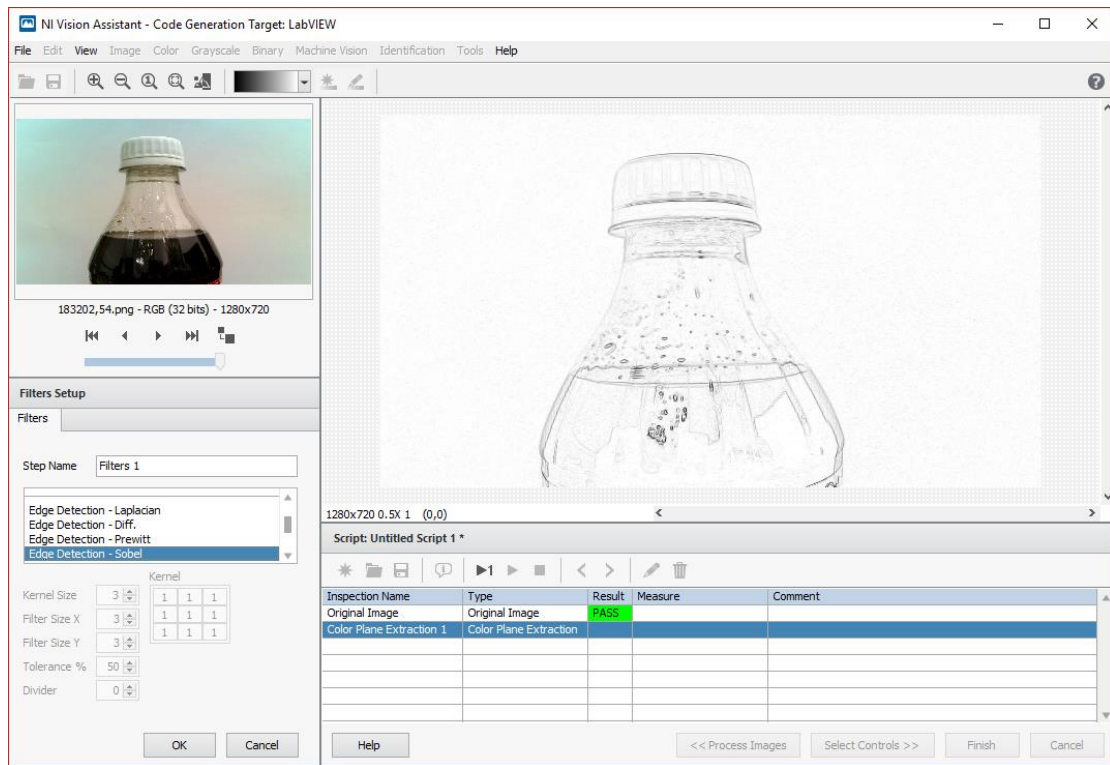 NI Vision Assistant - Code Generation Target: LabVIEW
File Edit View Image Color Grayscale Binary Machine Vision Identification Tools Help
183202,54.png - RGB (32 bits) - 1280x720
Filters Setup
Filters
Step Name Filters 1
Edge Detection - Laplacian
Edge Detection - Diff.
Edge Detection - Prewitt
Edge Detection - Sobel
Kernel
Kernel Size 3 1 1 1
Filter Size X 3 1 1 1
Filter Size Y 3 1 1 1
Tolerance % 50
Divider 0
OK Cancel
1280x720 0.5X 1 (0,0)
Script: Untitled Script 1 *
Inspection Name Type Result Measure Comment
Original Image Original Image PASS
Color Plane Extraction 1 Color Plane Extraction
Help << Process Images Select Controls >> Finish Cancel